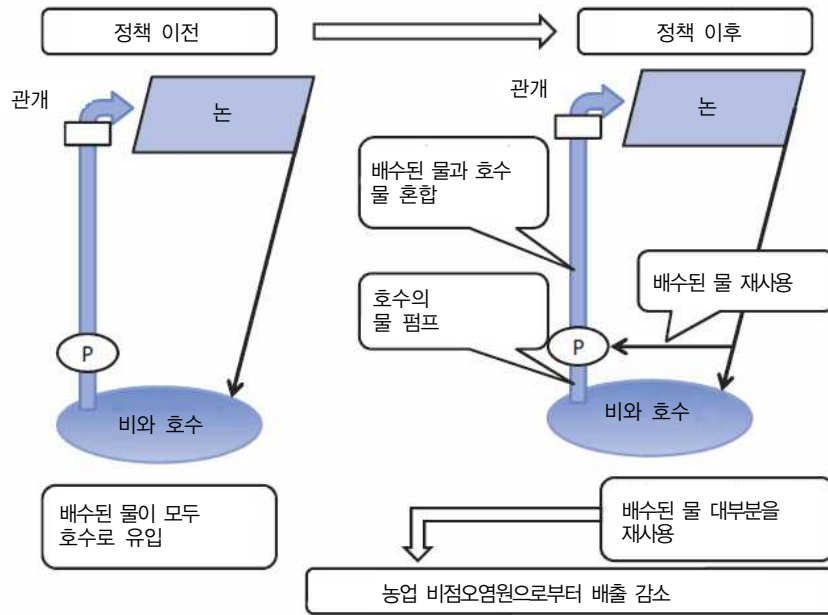 정책 이전
정책 이후
관개
논
P
비와 호수
배수된 물이 모두
호수로 유입
관개
논
배수된 물과 호수
물 혼합
배수된 물 재사용
호수의
물 펌프
P
비와 호수
배수된 물 대부분을
재사용
농업 비점오염원으로부터 배출 감소